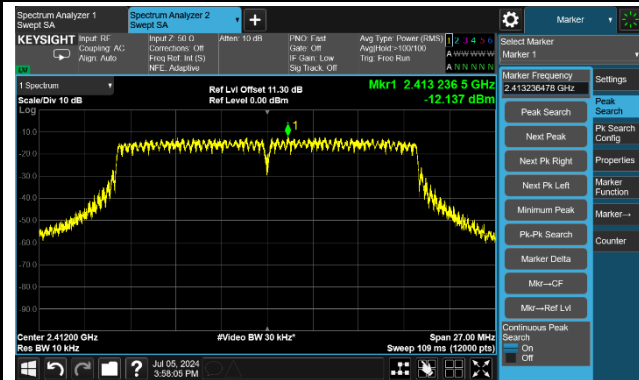 Spectrum Analyzer 1
Swept SA
Spectrum Analyzer 2
Swept SA
+
Marker
KEYSIGHT
Input: RF
Coupling: AC
Align: Auto
Input Z: 50 Ω
Corrections: Off
Freq Ref: Int (S)
NFE: Adaptive
Atten: 10 dB
PNO: Fast
Gate: Off
IF Gain: Low
Sig Track: Off
Avg Type: Power (RMS)
Avg|Hold:>100/100
Trig: Free Run
1 2 3 4 5 6
A W W W W W
A N N N N N
Select Marker
Marker 1
1 Spectrum
Scale/Div 10 dB
Log
Ref Lvl Offset 11.30 dB
Ref Level 0.00 dBm
Mkr1 2.413 236 5 GHz
-12.137 dBm
1
-10.0
-20.0
-30.0
-40.0
-50.0
-60.0
-70.0
-80.0
-90.0
Center 2.41200 GHz
Res BW 10 kHz
#Video BW 30 kHz*
Span 27.00 MHz
Sweep 109 ms (12000 pts)
Marker Frequency
2.413236478 GHz
Peak Search
Next Peak
Next Pk Right
Next Pk Left
Minimum Peak
Pk-Pk Search
Marker Delta
Mkr→CF
Mkr→Ref Lvl
Continuous Peak
Search
On
Off
Settings
Peak
Search
Pk Search
Config
Properties
Marker
Function
Marker→
Counter
?
Jul 05, 2024
3:58:05 PM